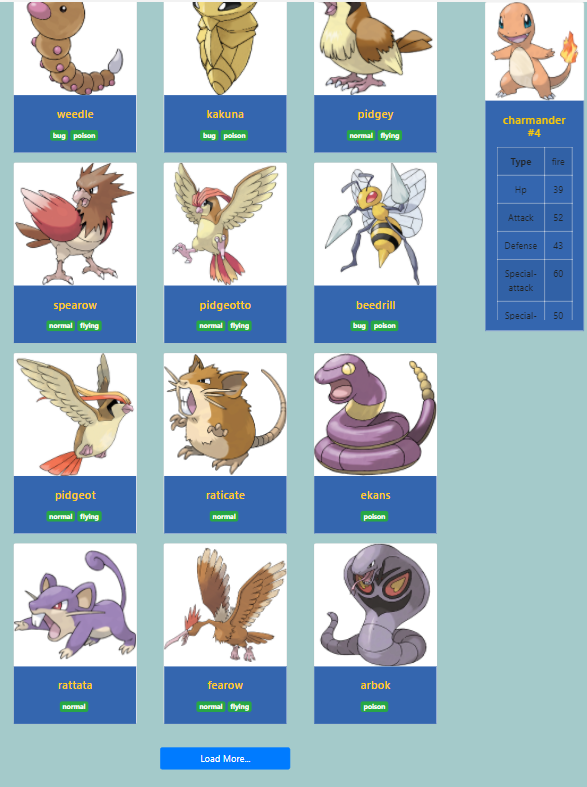 weedle
bug poison
kakuna
bug poison
pidgey
normal flying
spearow
normal flying
pidgeotto
normal flying
beedrill
bug poison
pidgeot
normal flying
raticate
normal
ekans
poison
rattata
normal
fearow
normal flying
arbok
poison
Load More...
charmander
#4
Type fire
Hp 39
Attack 52
Defense 43
Special- 60
attack
Special- 50